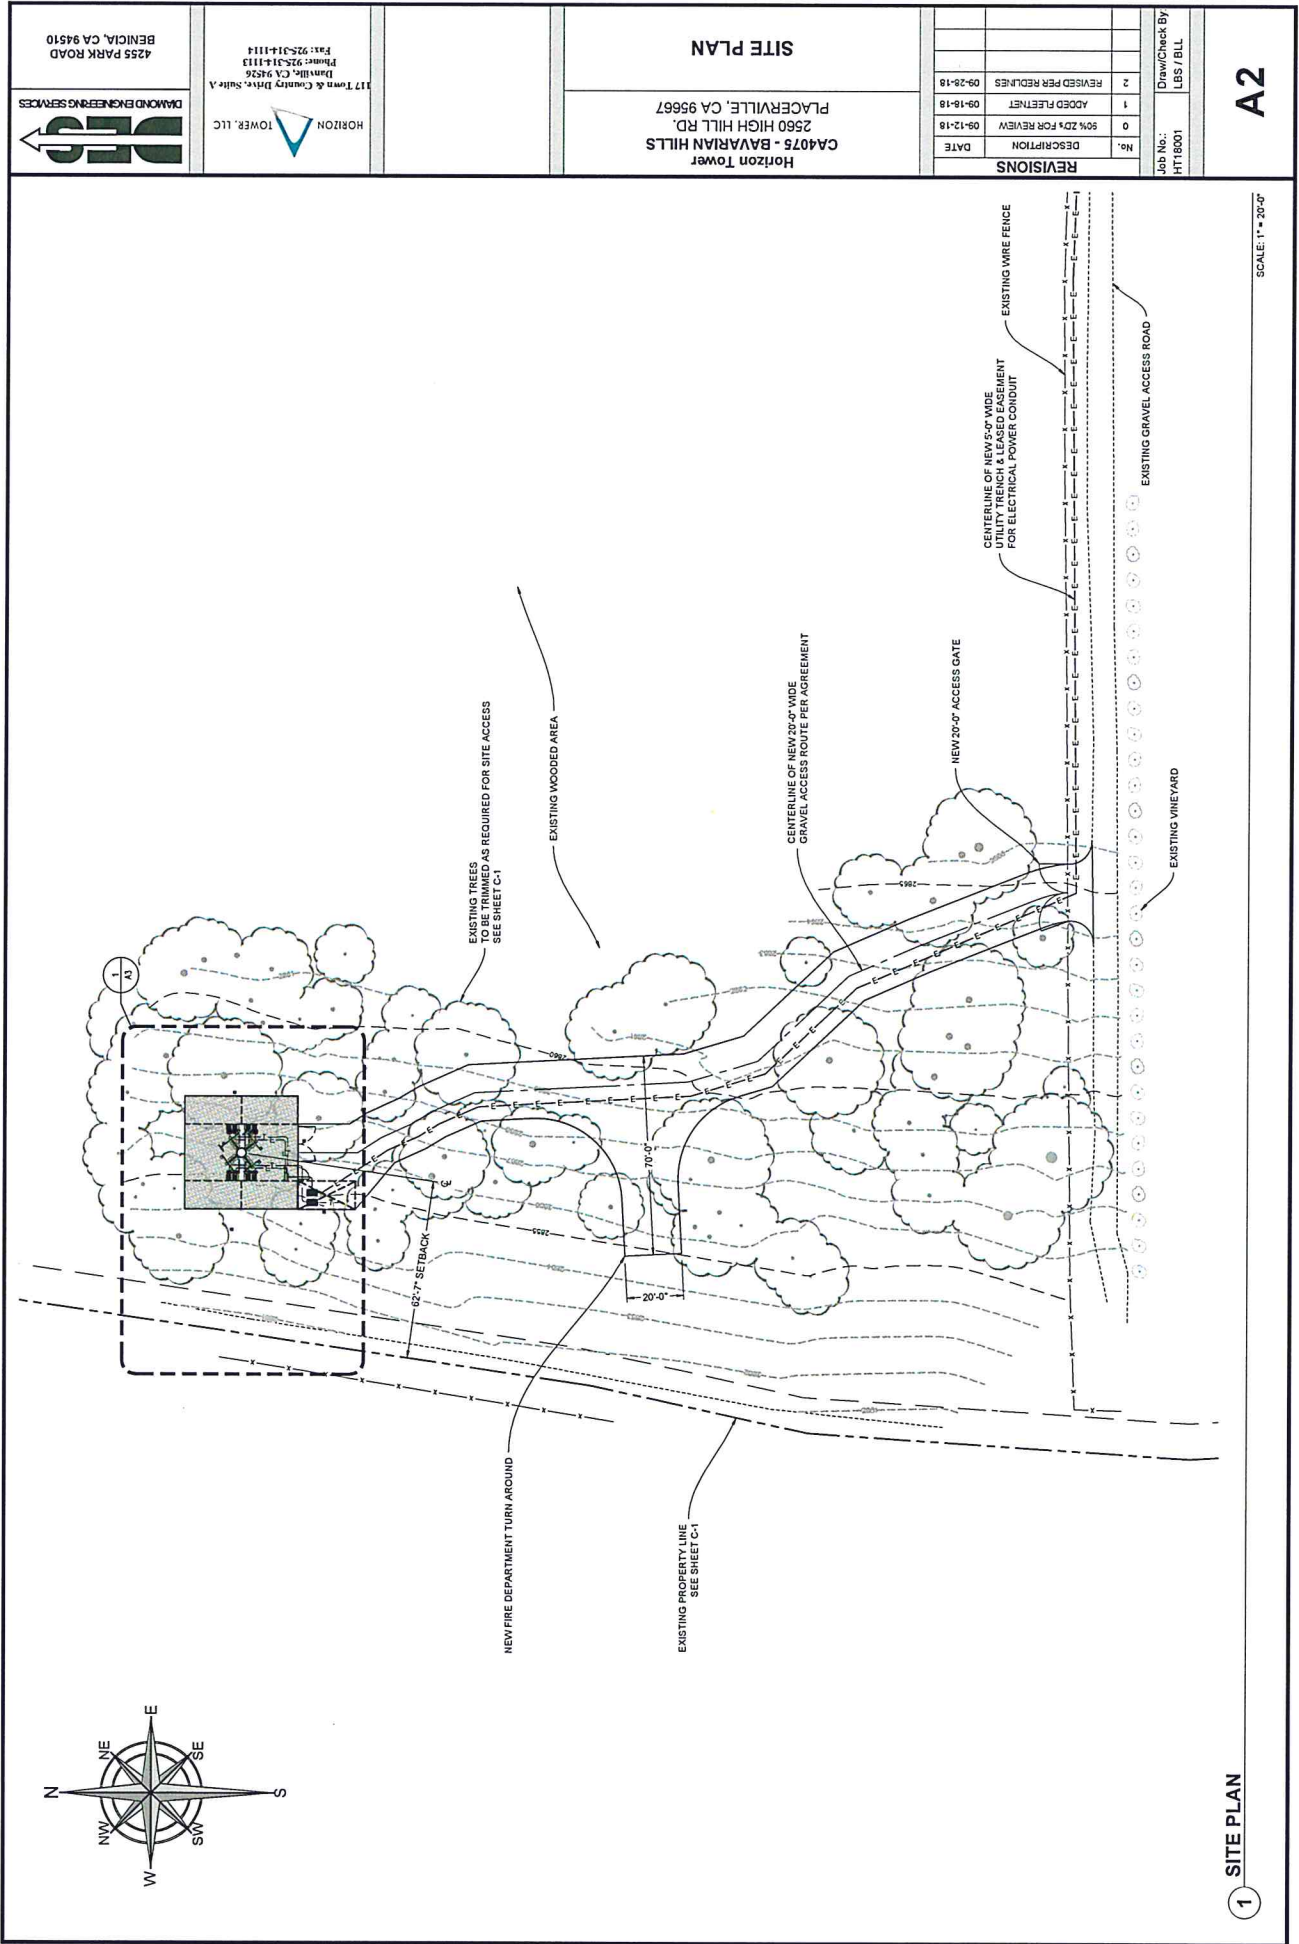 DIAMOND ENGINEERING SERVICES
4255 PARK ROAD
BENICIA, CA 94510
HORIZON TOWER, LLC
117 Town & Country Drive, Suite A
Danville, CA 94526
Phone: 925-314-1113
Fax: 925-314-1114
Horizon Tower
CA4075 - BAVARIAN HILLS
2560 HIGH HILL RD.
PLACERVILLE, CA 95667
SITE PLAN
REVISIONS
No. DESCRIPTION DATE
0 90% ZD's FOR REVIEW 09-12-18
1 ADDED FLEETNET 09-18-18
2 REVISED PER REDLINES 09-28-18
Job No.:
HT18001
Draw/Check By:
LBS / BLL
A2
N
NE
E
SE
S
SW
W
NW
1
A3
EXISTING TREES
TO BE TRIMMED AS REQUIRED FOR SITE ACCESS
SEE SHEET C-1
EXISTING WOODED AREA
CENTERLINE OF NEW 20'-0" WIDE
GRAVEL ACCESS ROUTE PER AGREEMENT
NEW 20'-0" ACCESS GATE
CENTERLINE OF NEW 5'-0" WIDE
UTILITY TRENCH & LEASED EASEMENT
FOR ELECTRICAL POWER CONDUIT
EXISTING WIRE FENCE
EXISTING GRAVEL ACCESS ROAD
EXISTING VINEYARD
62'-7" SETBACK
70'-0"
20'-0"
2860
2855
2865
NEW FIRE DEPARTMENT TURN AROUND
EXISTING PROPERTY LINE
SEE SHEET C-1
1 SITE PLAN
SCALE: 1" = 20'-0"